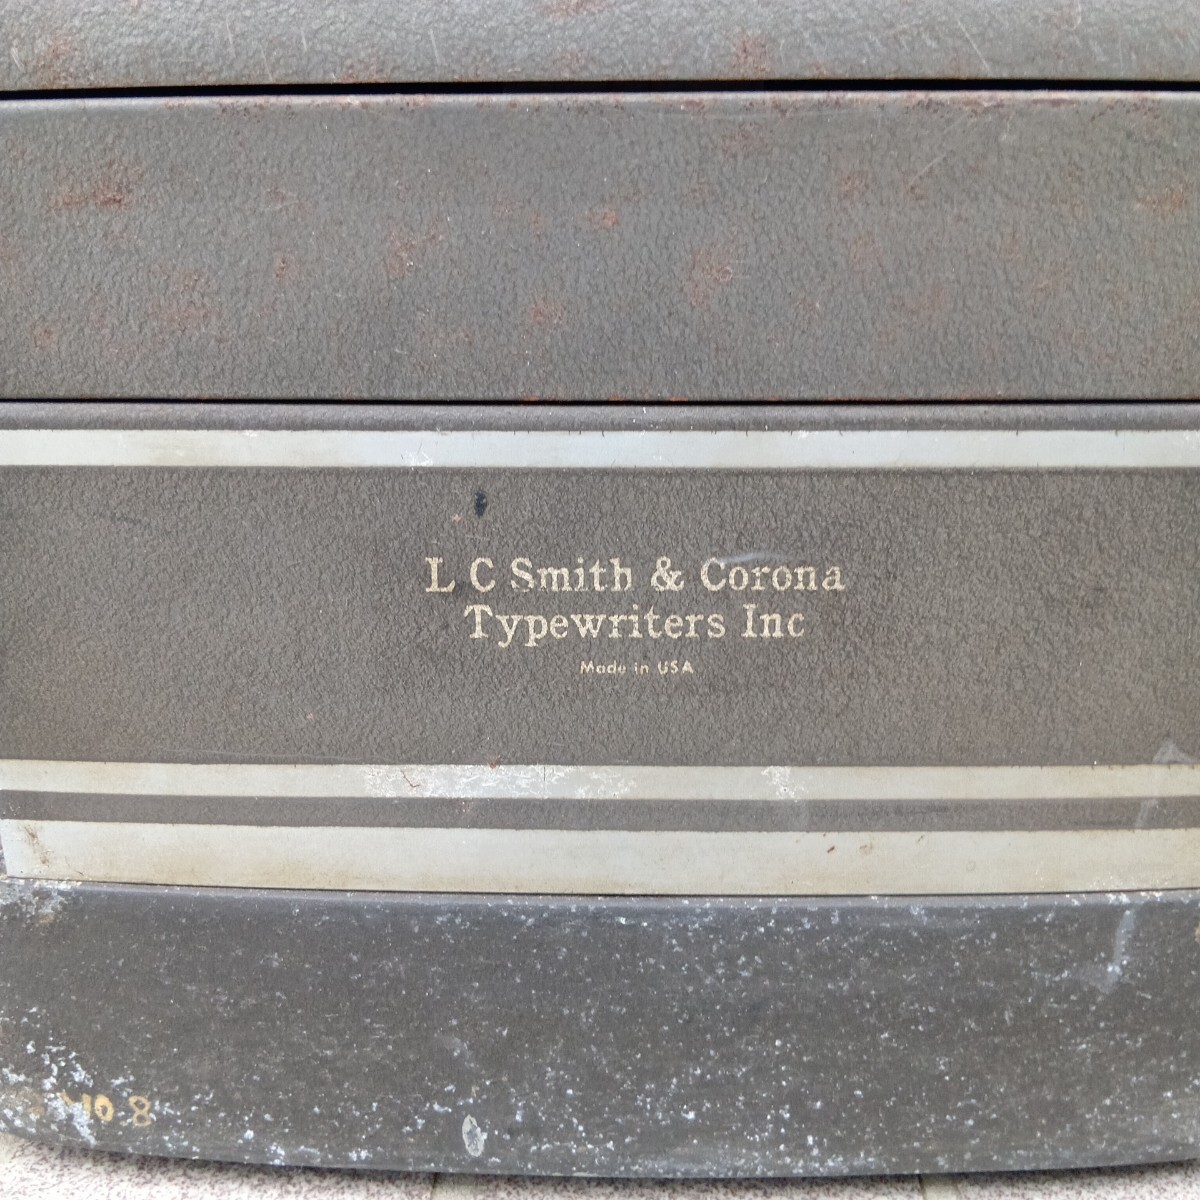 L C Smith & Corona
Typewriters Inc
Made in USA